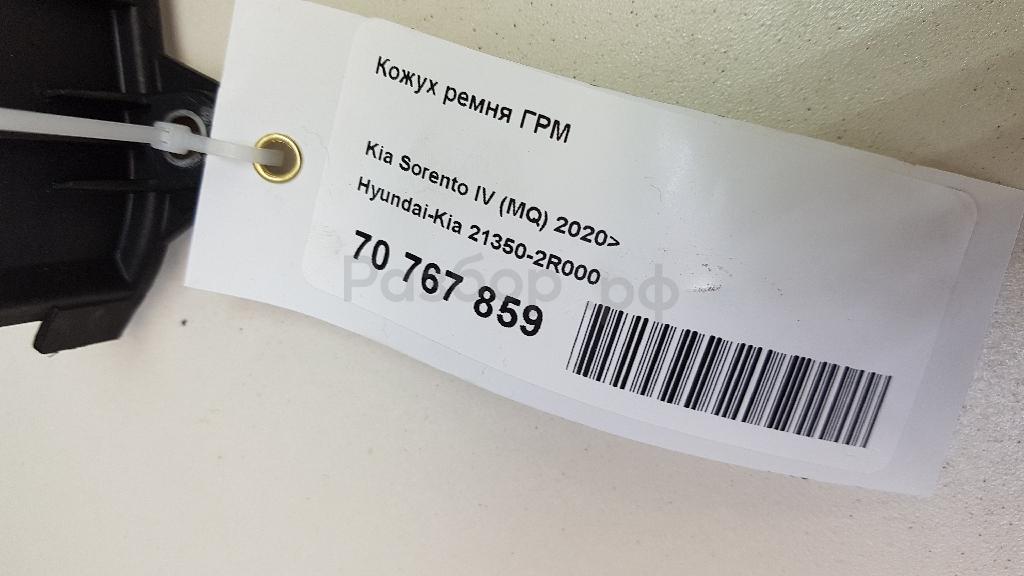 Кожух ремня ГРМ
Kia Sorento IV (MQ) 2020>
Hyundai-Kia 21350-2R000
70 767 859
Разбор.рф